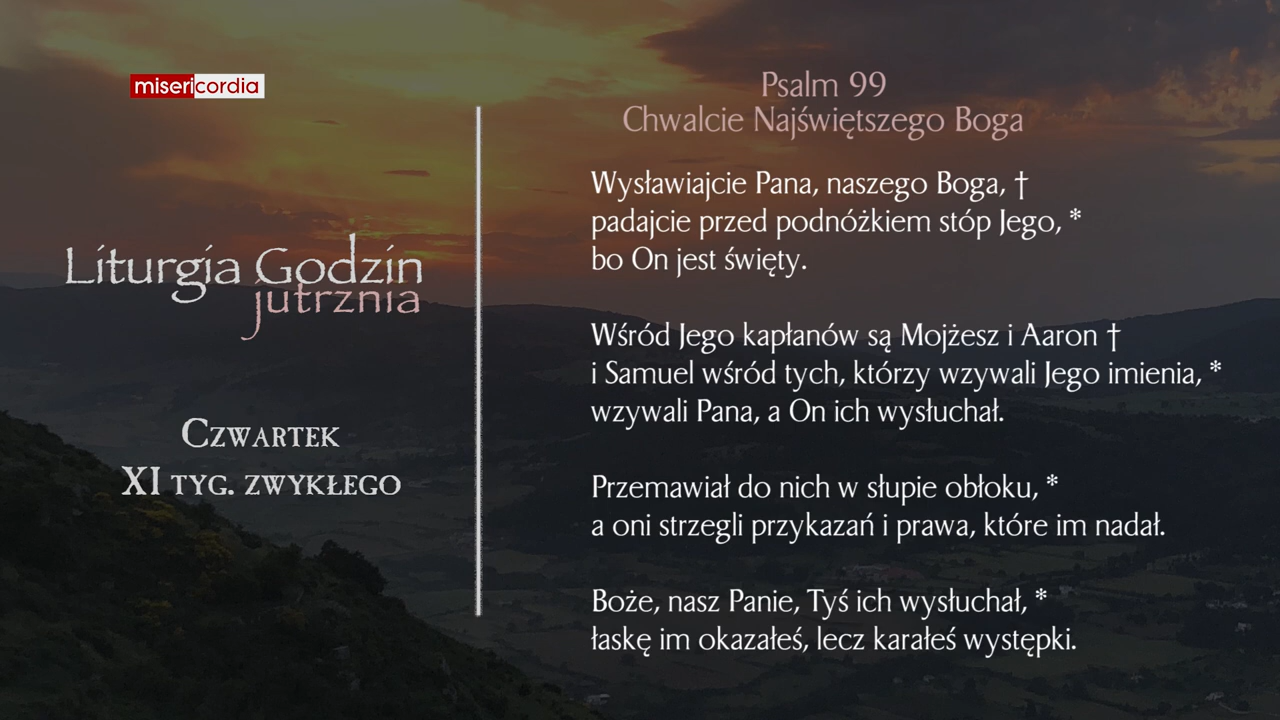 misericordia
Liturgia Godzin
jutrznia
Czwartek
XI tyg. zwykłego
Psalm 99
Chwalcie Najświętszego Boga
Wysławiajcie Pana, naszego Boga, †
padajcie przed podnóżkiem stóp Jego, *
bo On jest święty.
Wśród Jego kapłanów są Mojżesz i Aaron †
i Samuel wśród tych, którzy wzywali Jego imienia, *
wzywali Pana, a On ich wysłuchał.
Przemawiał do nich w słupie obłoku, *
a oni strzegli przykazań i prawa, które im nadał.
Boże, nasz Panie, Tyś ich wysłuchał, *
łaskę im okazałeś, lecz karałeś występki.